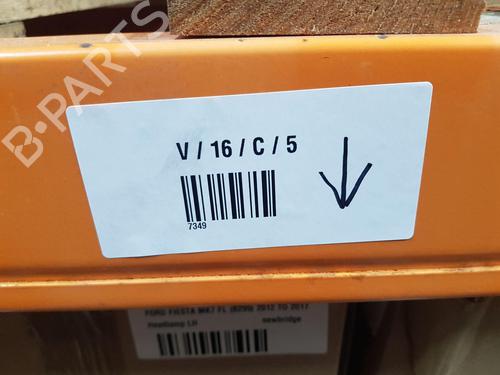 B-PARTS
V / 16 / C / 5
7349
FORD FIESTA MK7 FL (B299) 2012 TO 2017
Headlamp LH newbridge